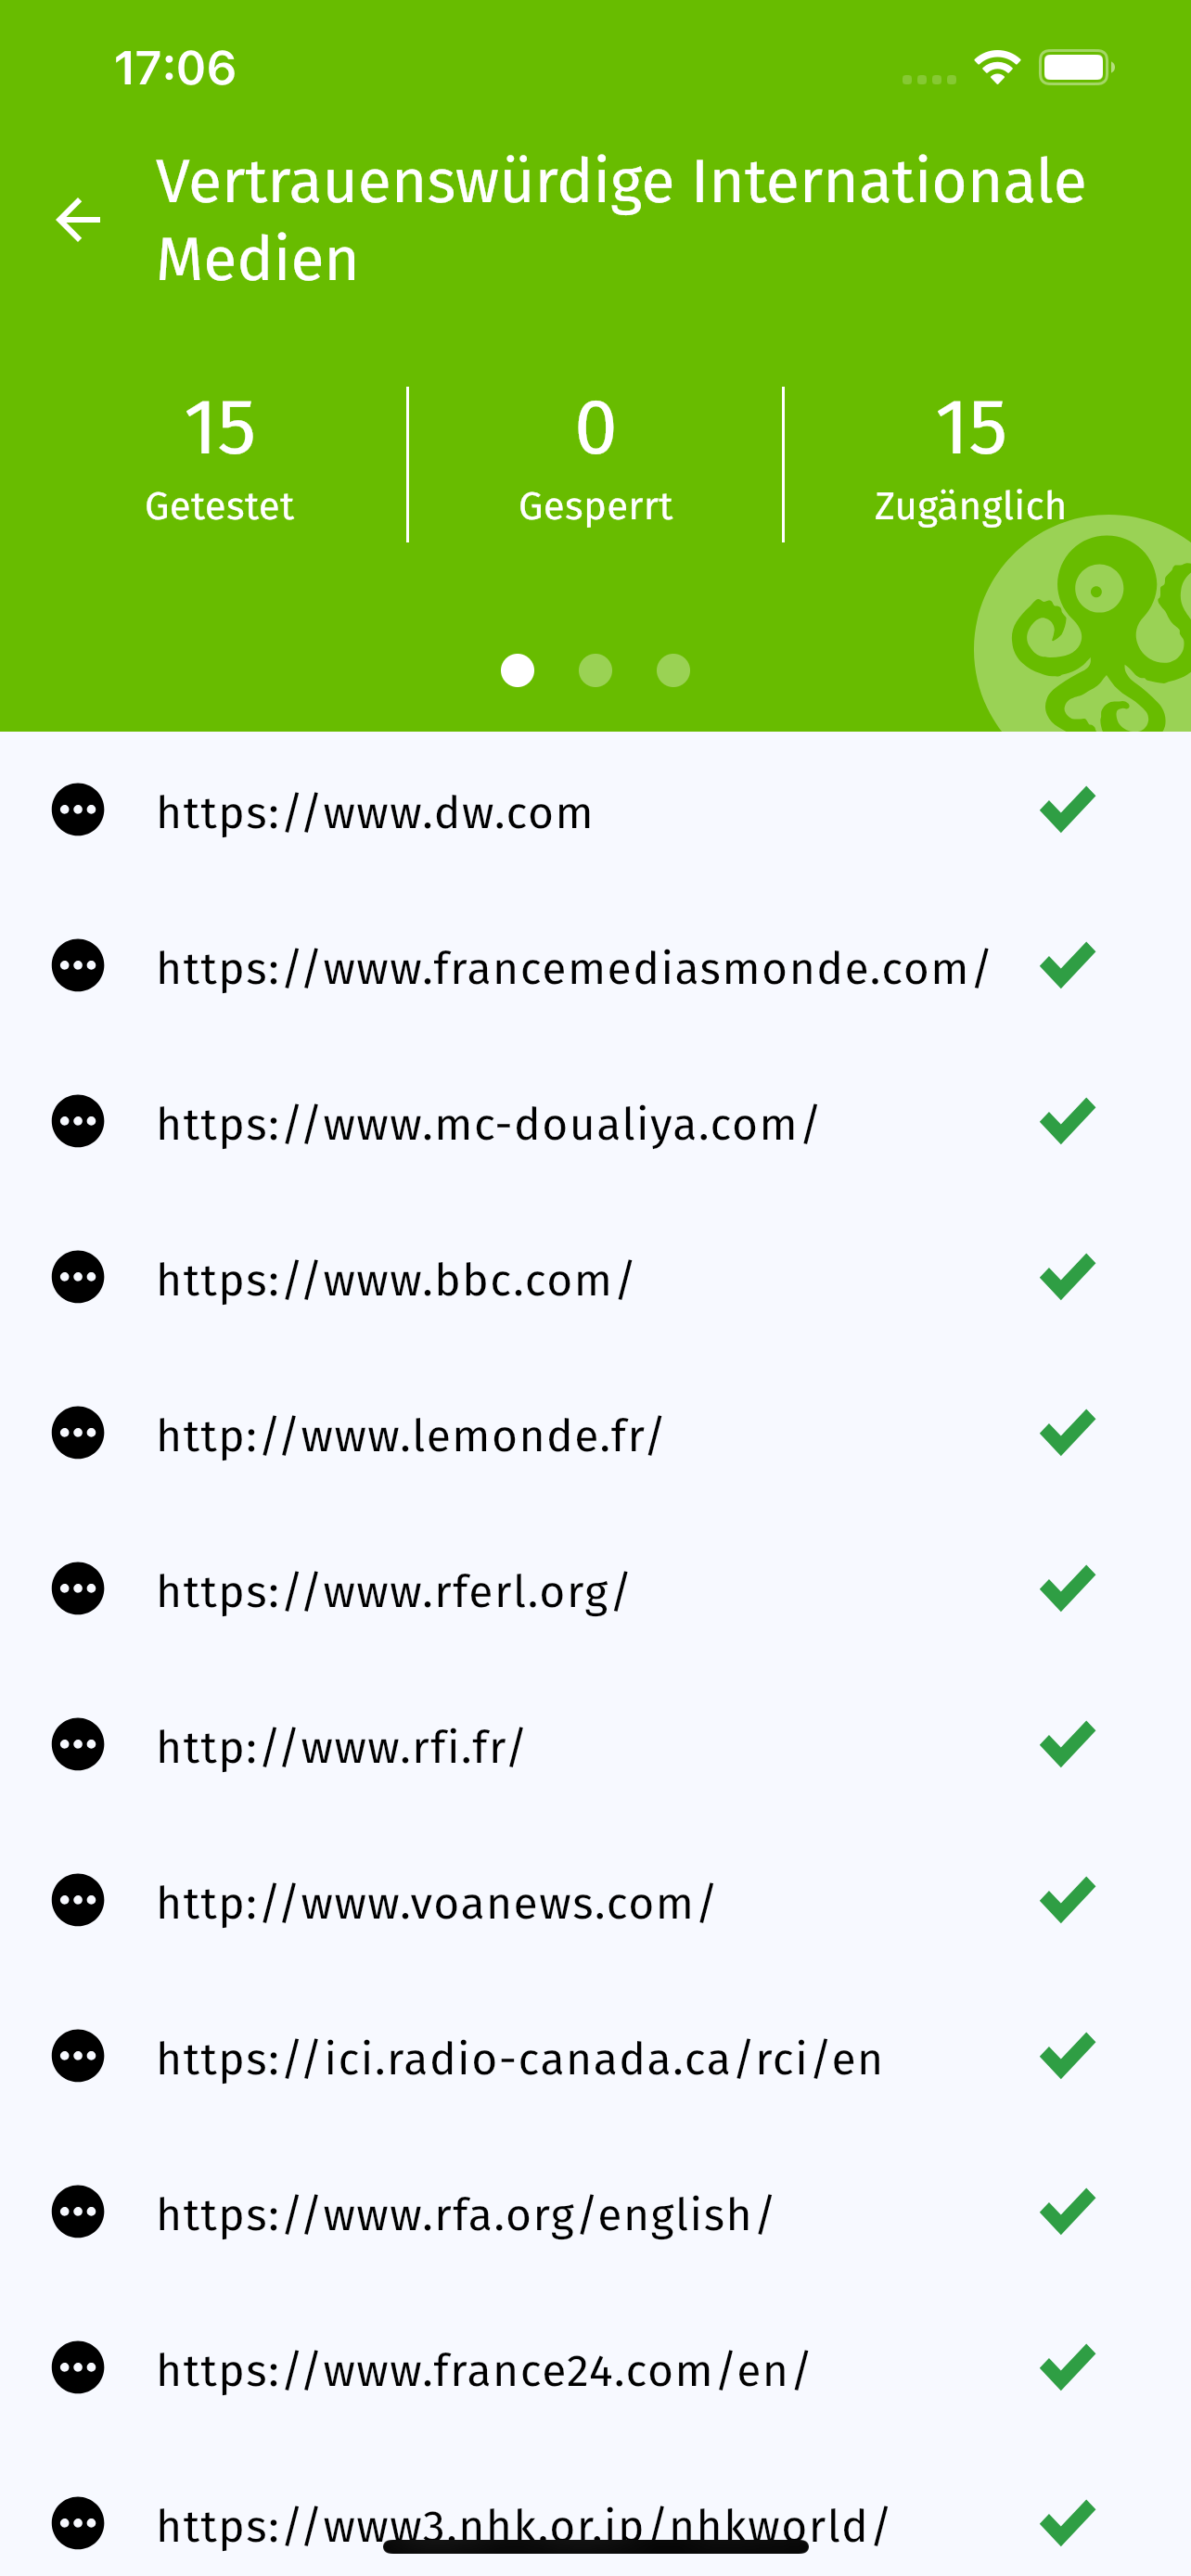 17:06
Vertrauenswürdige Internationale
Medien
15
Getestet
0
Gesperrt
15
Zugänglich
https://www.dw.com
https://www.francemediasmonde.com/
https://www.mc-doualiya.com/
https://www.bbc.com/
http://www.lemonde.fr/
https://www.rferl.org/
http://www.rfi.fr/
http://www.voanews.com/
https://ici.radio-canada.ca/rci/en
https://www.rfa.org/english/
https://www.france24.com/en/
https://www3.nhk.or.jp/nhkworld/